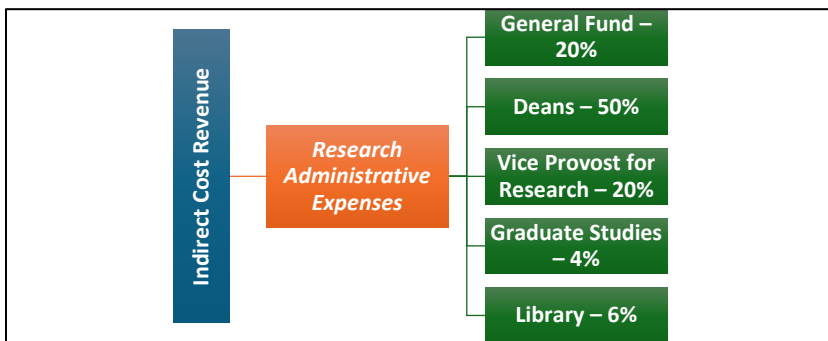 Indirect Cost Revenue
Research
Administrative
Expenses
General Fund –
20%
Deans – 50%
Vice Provost for
Research – 20%
Graduate Studies
– 4%
Library – 6%